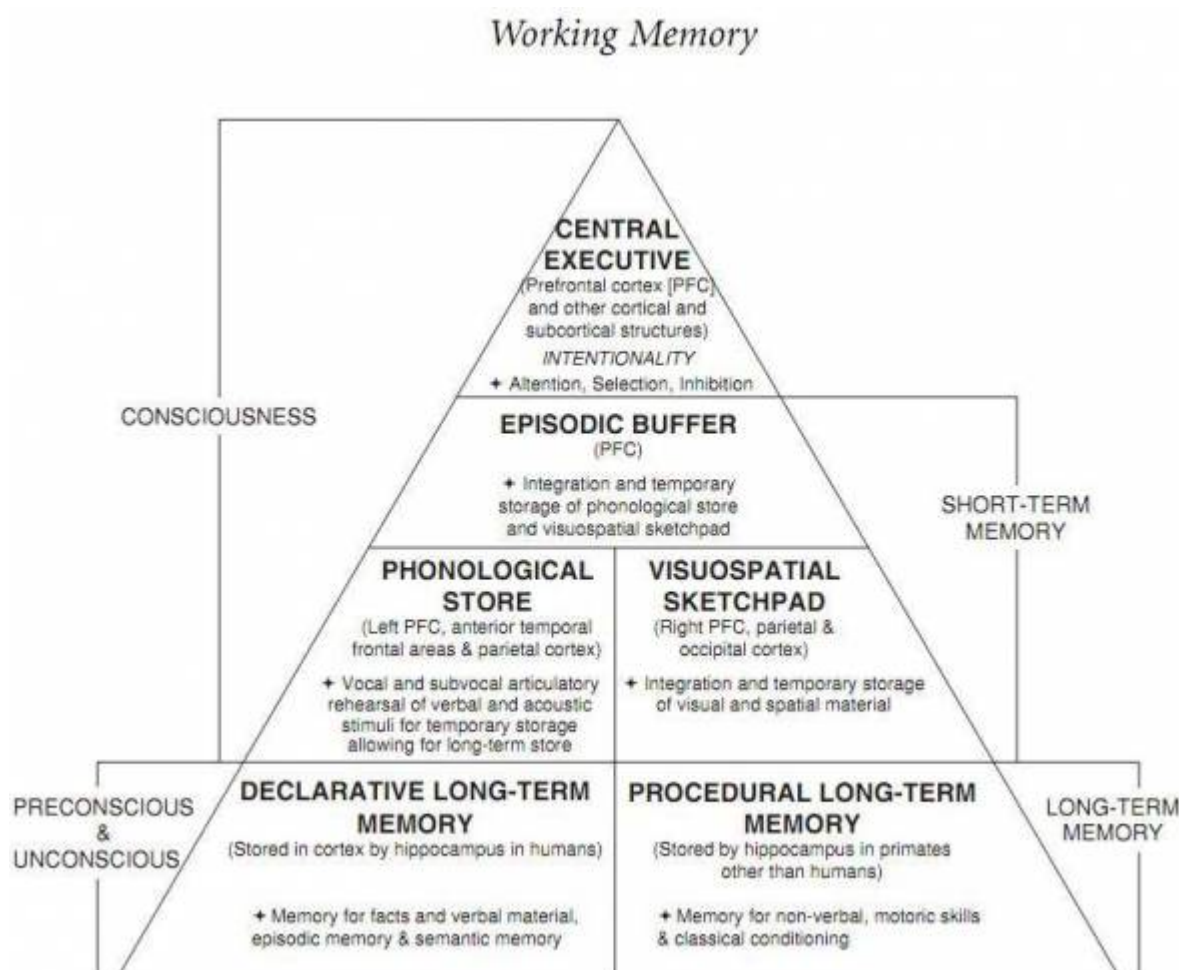 Working Memory
CENTRAL
EXECUTIVE
(Prefrontal cortex [PFC]
and other cortical and
subcortical structures)
INTENTIONALITY
✦ Altention, Selection, Inhibition
CONSCIOUSNESS
EPISODIC BUFFER
(PFC)
✦ Integration and temporary
storage of phonological store
and visuospatial sketchpad
SHORT-TERM
MEMORY
PHONOLOGICAL
STORE
(Left PFC, anterior temporal
frontal areas & parietal cortex)
✦ Vocal and subvocal articulatory
rehearsal of verbal and acoustic
stimuli for temporary storage
allowing for long-term store
VISUOSPATIAL
SKETCHPAD
(Right PFC, parietal &
occipital cortex)
✦ Integration and temporary storage
of visual and spatial material
PRECONSCIOUS
&
UNCONSCIOUS
DECLARATIVE LONG-TERM
MEMORY
(Stored in cortex by hippocampus in humans)
✦ Memory for facts and verbal material,
episodic memory & semantic memory
PROCEDURAL LONG-TERM
MEMORY
(Stored by hippocampus in primates
other than humans)
✦ Memory for non-verbal, motoric skills
& classical conditioning
LONG-TERM
MEMORY